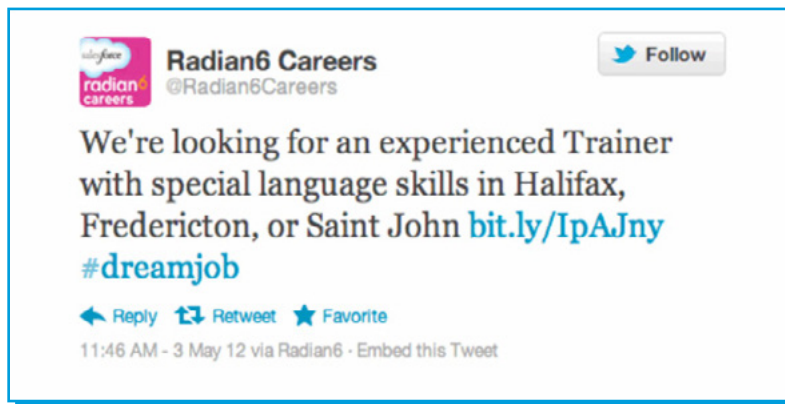 salesforce
radian6
careers
Radian6 Careers
@Radian6Careers
Follow
We're looking for an experienced Trainer
with special language skills in Halifax,
Fredericton, or Saint John bit.ly/IpAJny
#dreamjob
Reply Retweet Favorite
11:46 AM - 3 May 12 via Radian6 · Embed this Tweet